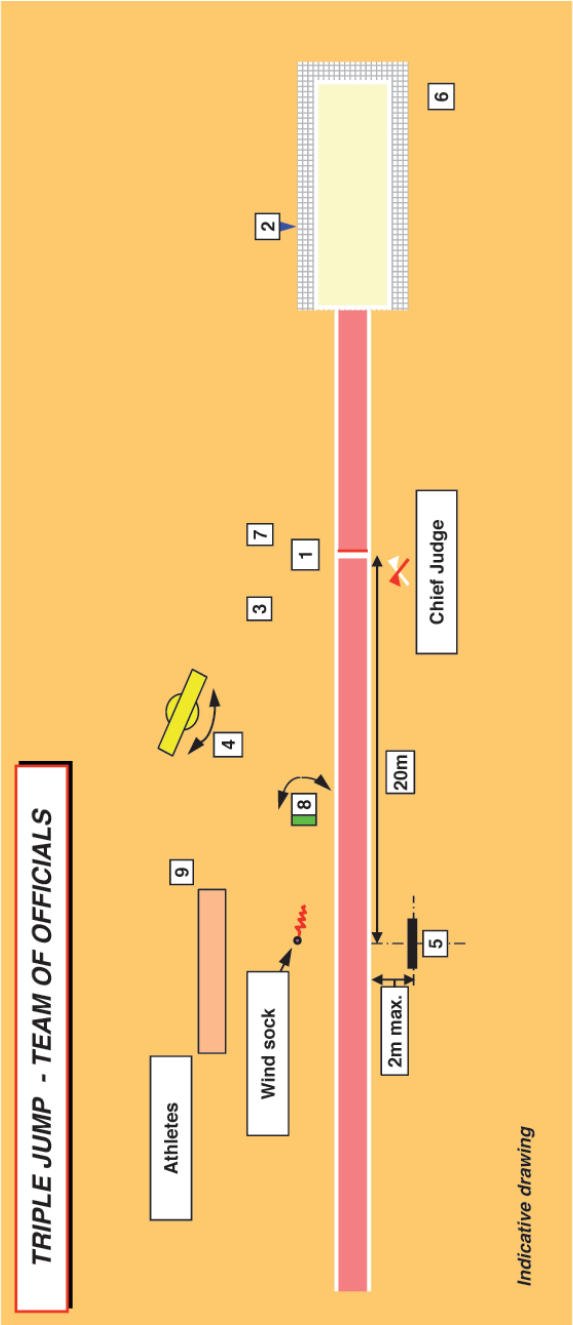 TRIPLE JUMP - TEAM OF OFFICIALS
Athletes
9
Wind sock
4
2
3
7
8
1
6
20m
2m max.
5
Chief Judge
Indicative drawing